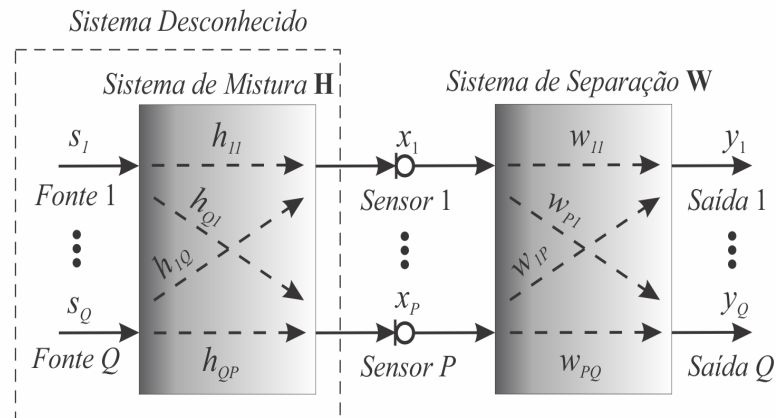 Sistema Desconhecido
Sistema de Mistura H
Sistema de Separação W
s1
h11
x1
w11
y1
Fonte 1
hQ1
Sensor 1
wP1
Saída 1
h1Q
w1P
sQ
xP
yQ
Fonte Q
hQP
Sensor P
wPQ
Saída Q